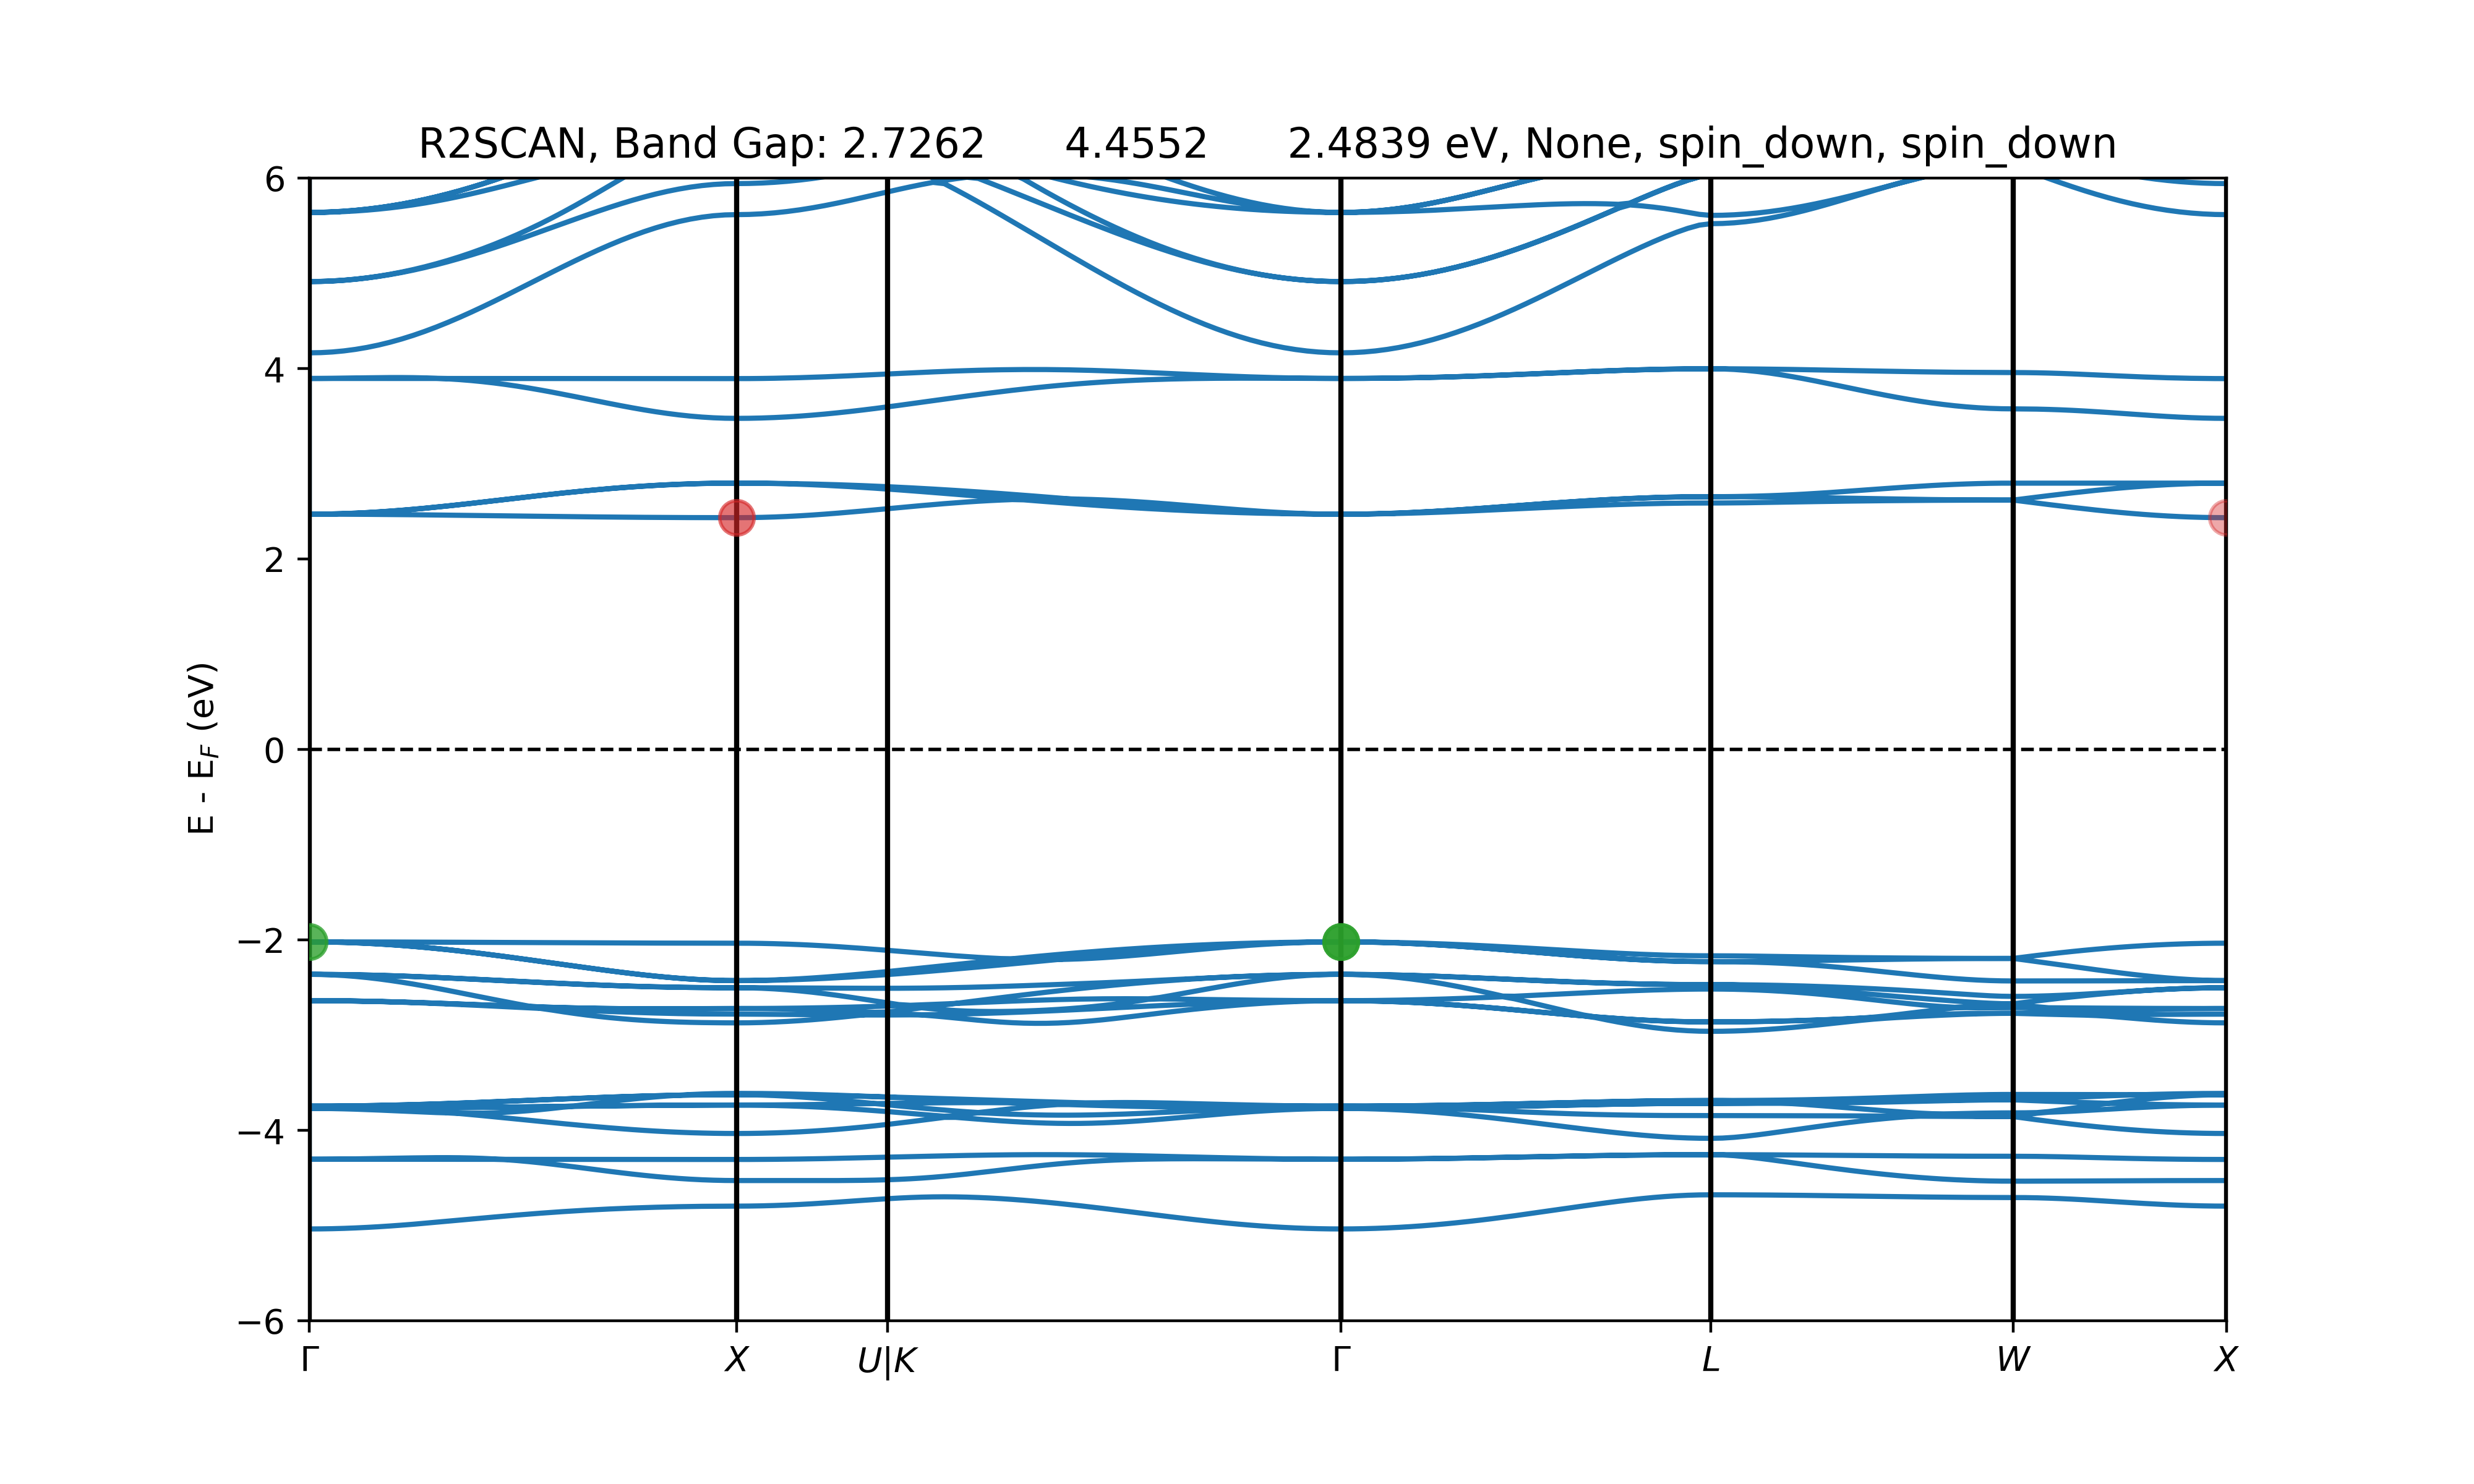 R2SCAN, Band Gap: 2.7262 4.4552 2.4839 eV, None, spin_down, spin_down
6
4
2
0
−2
−4
−6
E - E_F (eV)
Γ X U|K Γ L W X